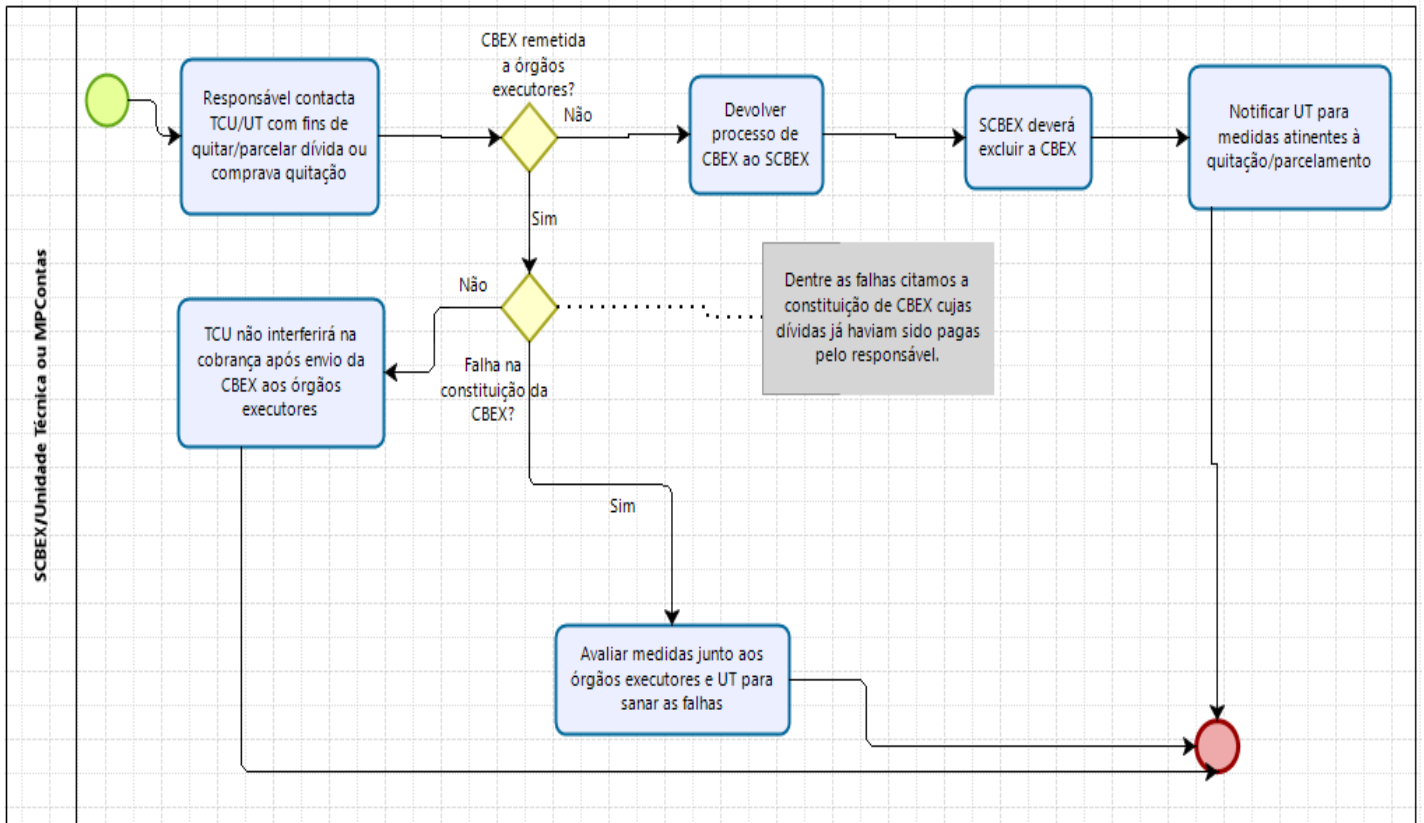 SCBEX/Unidade Técnica ou MPContas
Responsável contacta
TCU/UT com fins de
quitar/parcelar dívida ou
comprava quitação
CBEX remetida
a órgãos
executores?
Não
Devolver
processo de
CBEX ao SCBEX
SCBEX deverá
excluir a CBEX
Notificar UT para
medidas atinentes à
quitação/parcelamento
Sim
Não
Falha na
constituição da
CBEX?
Dentre as falhas citamos a
constituição de CBEX cujas
dívidas já haviam sido pagas
pelo responsável.
TCU não interferirá na
cobrança após envio da
CBEX aos órgãos
executores
Sim
Avaliar medidas junto aos
órgãos executores e UT para
sanar as falhas